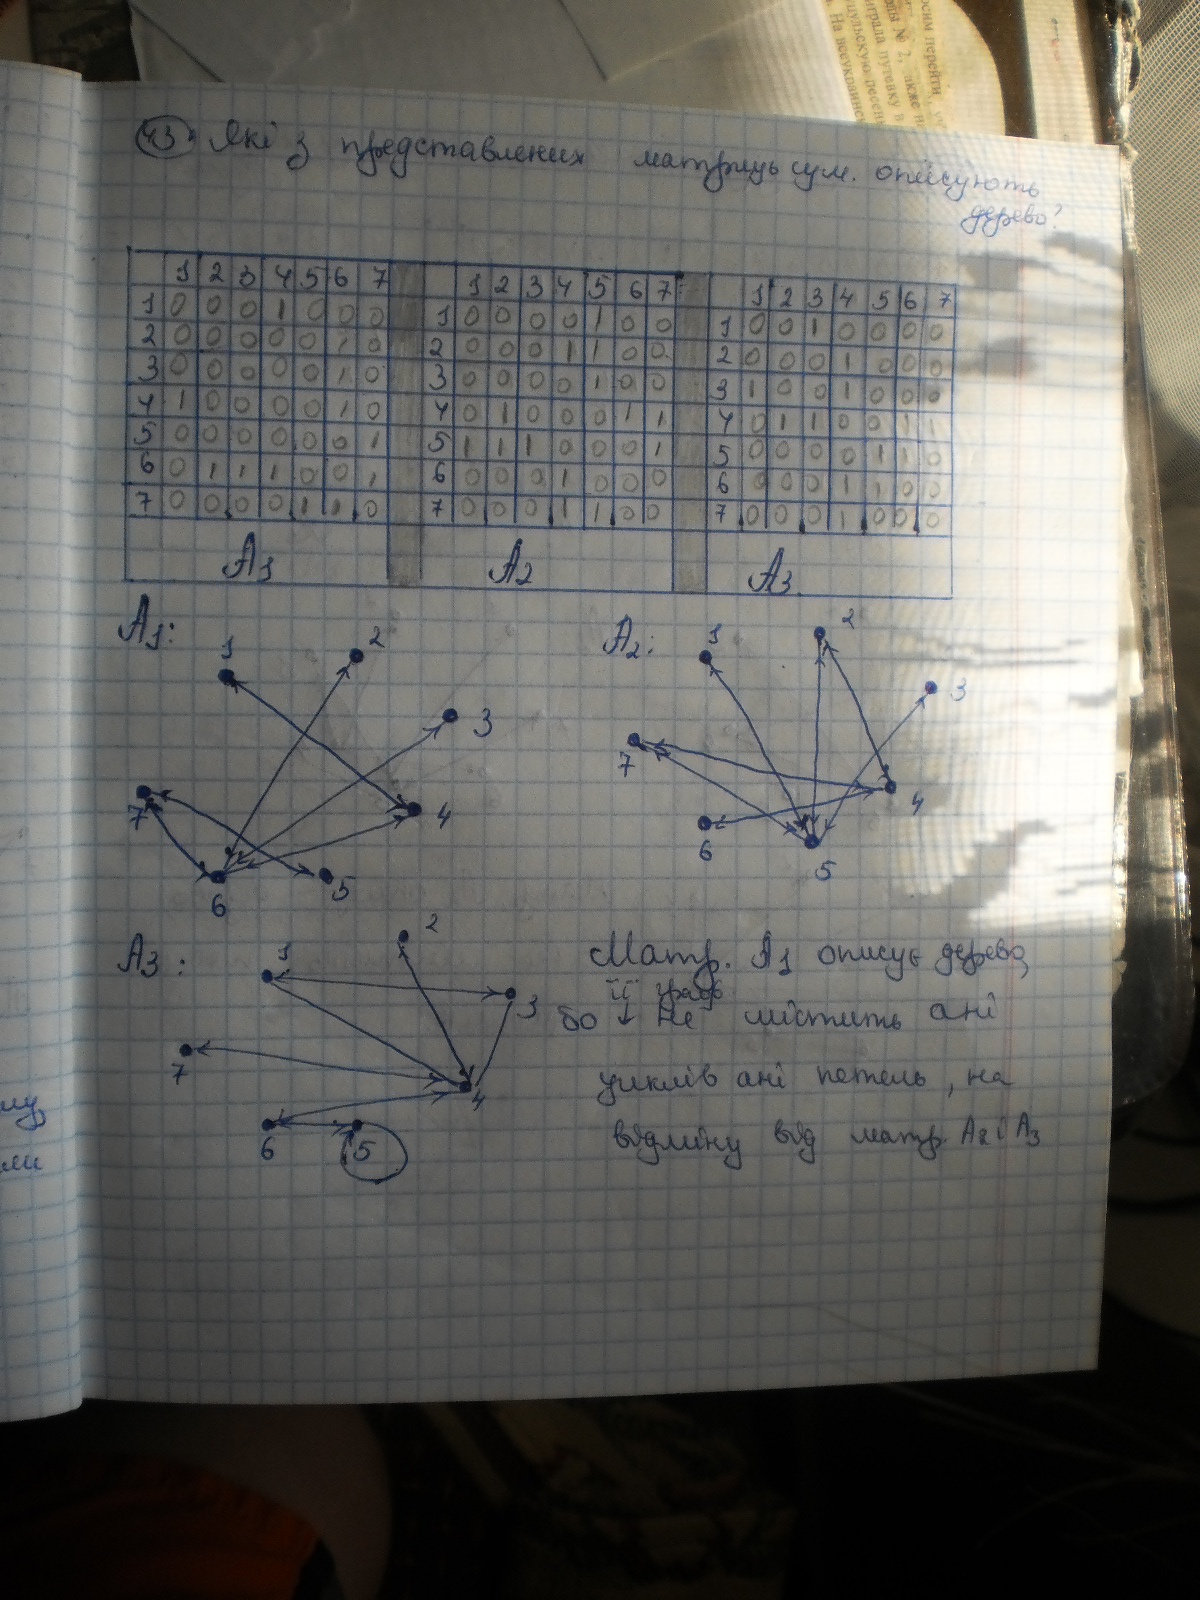 43. Які з представлених матриць сум. описують
дерево?
1 2 3 4 5 6 7
1 0 0 0 1 0 0 0
2 0 0 0 0 0 1 0
3 0 0 0 0 0 1 0
4 1 0 0 0 0 1 0
5 0 0 0 0 0 0 1
6 0 1 1 1 0 0 1
7 0 0 0 0 1 1 0
A1
1 2 3 4 5 6 7
1 0 0 0 0 1 0 0
2 0 0 0 1 1 0 0
3 0 0 0 0 1 0 0
4 0 1 0 0 0 1 1
5 1 1 1 0 0 0 1
6 0 0 0 1 0 0 0
7 0 0 0 1 1 0 0
A2
1 2 3 4 5 6 7
1 0 0 1 0 0 0 0
2 0 0 0 1 0 0 0
3 1 0 0 1 0 0 0
4 0 1 1 0 0 1 1
5 0 0 0 0 1 1 0
6 0 0 0 1 1 0 0
7 0 0 0 1 0 0 0
A3
A1:
1
2
3
4
5
6
7
A2:
1
2
3
4
5
6
7
A3:
1
2
3
4
5
6
7
Матр. A1 описує дерево,
її граф
бо ↓ не містить ані
циклів ані петель, на
відміну від матр. A2 і A3